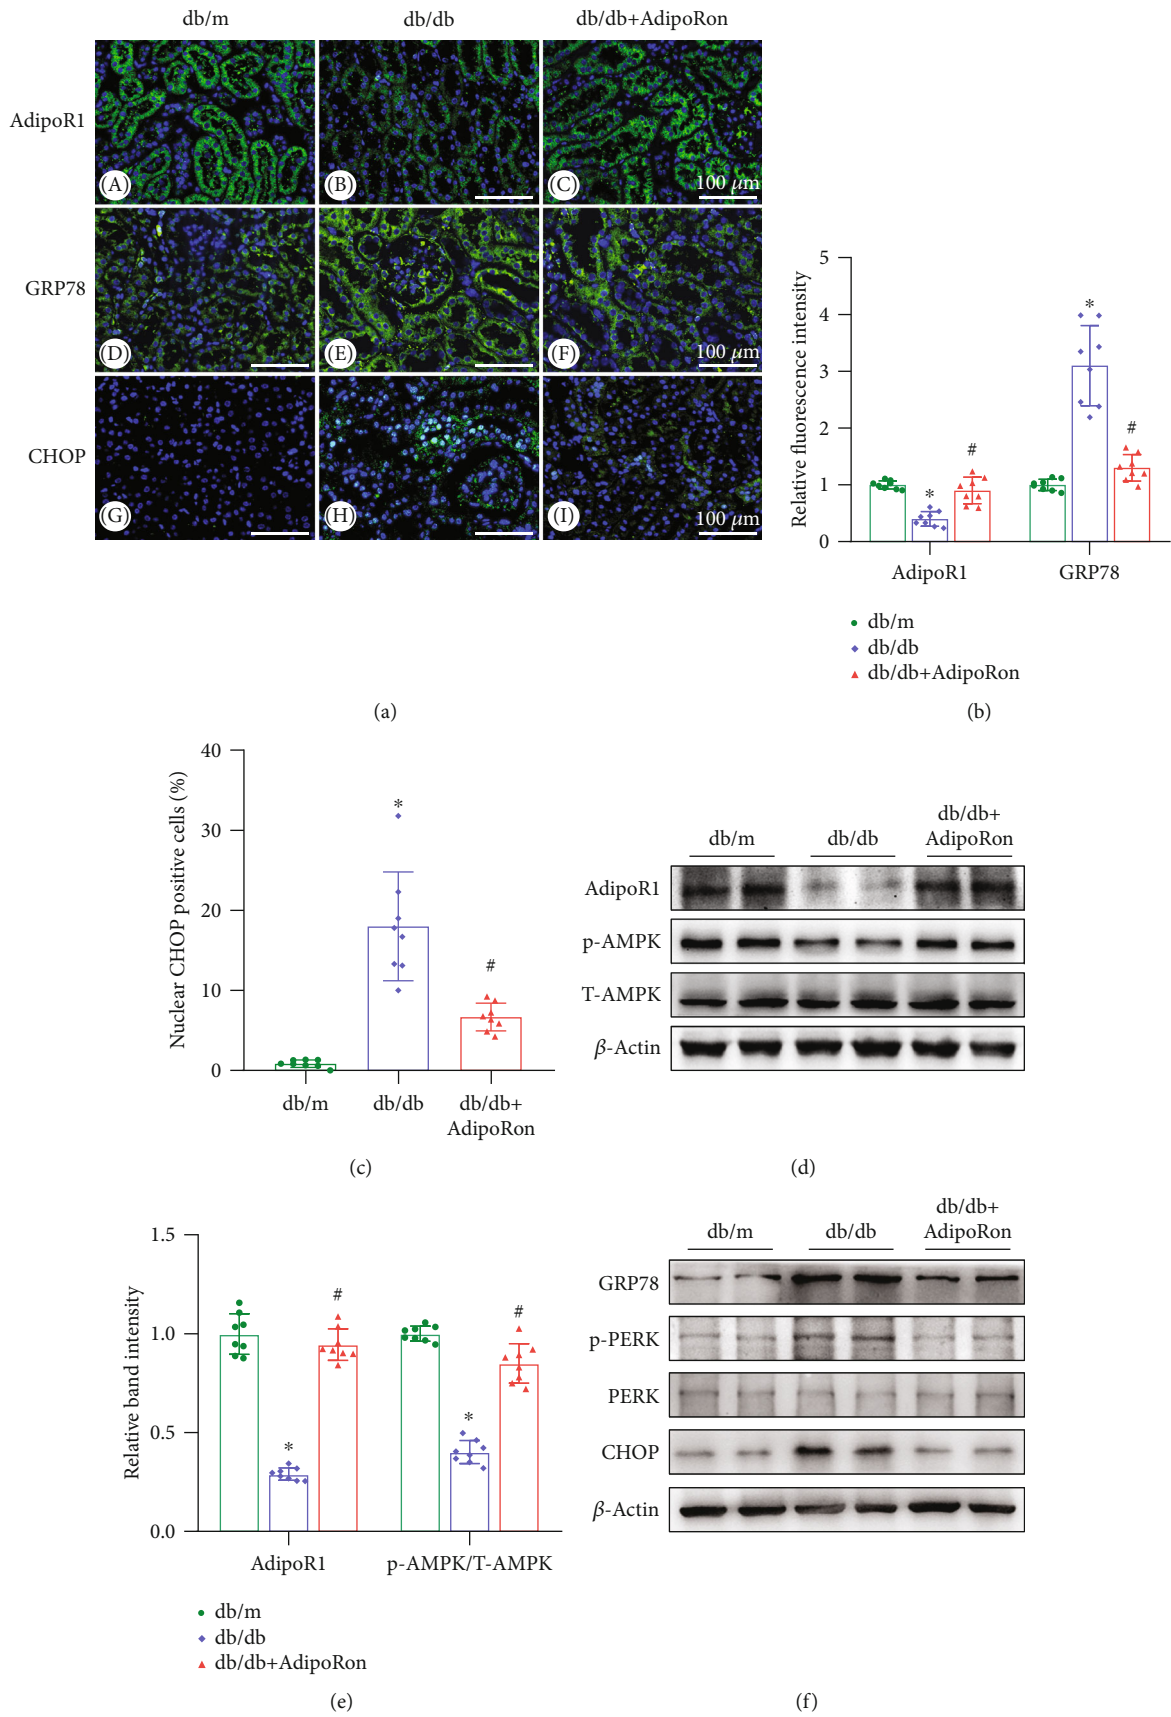 db/m
db/db
db/db+AdipoRon
AdipoR1
(A)
(B)
(C)
100 μm
GRP78
(D)
(E)
(F)
100 μm
CHOP
(G)
(H)
(I)
100 μm
(a)
Relative fluorescence intensity
5
4
3
2
1
0
*
#
*
#
AdipoR1
GRP78
db/m
db/db
db/db+AdipoRon
(b)
Nuclear CHOP positive cells (%)
40
30
20
10
0
*
#
db/m
db/db
db/db+
AdipoRon
(c)
db/m
db/db
db/db+
AdipoRon
AdipoR1
p-AMPK
T-AMPK
β-Actin
(d)
Relative band intensity
1.5
1.0
0.5
0.0
*
#
*
#
AdipoR1
p-AMPK/T-AMPK
db/m
db/db
db/db+AdipoRon
(e)
db/m
db/db
db/db+
AdipoRon
GRP78
p-PERK
PERK
CHOP
β-Actin
(f)